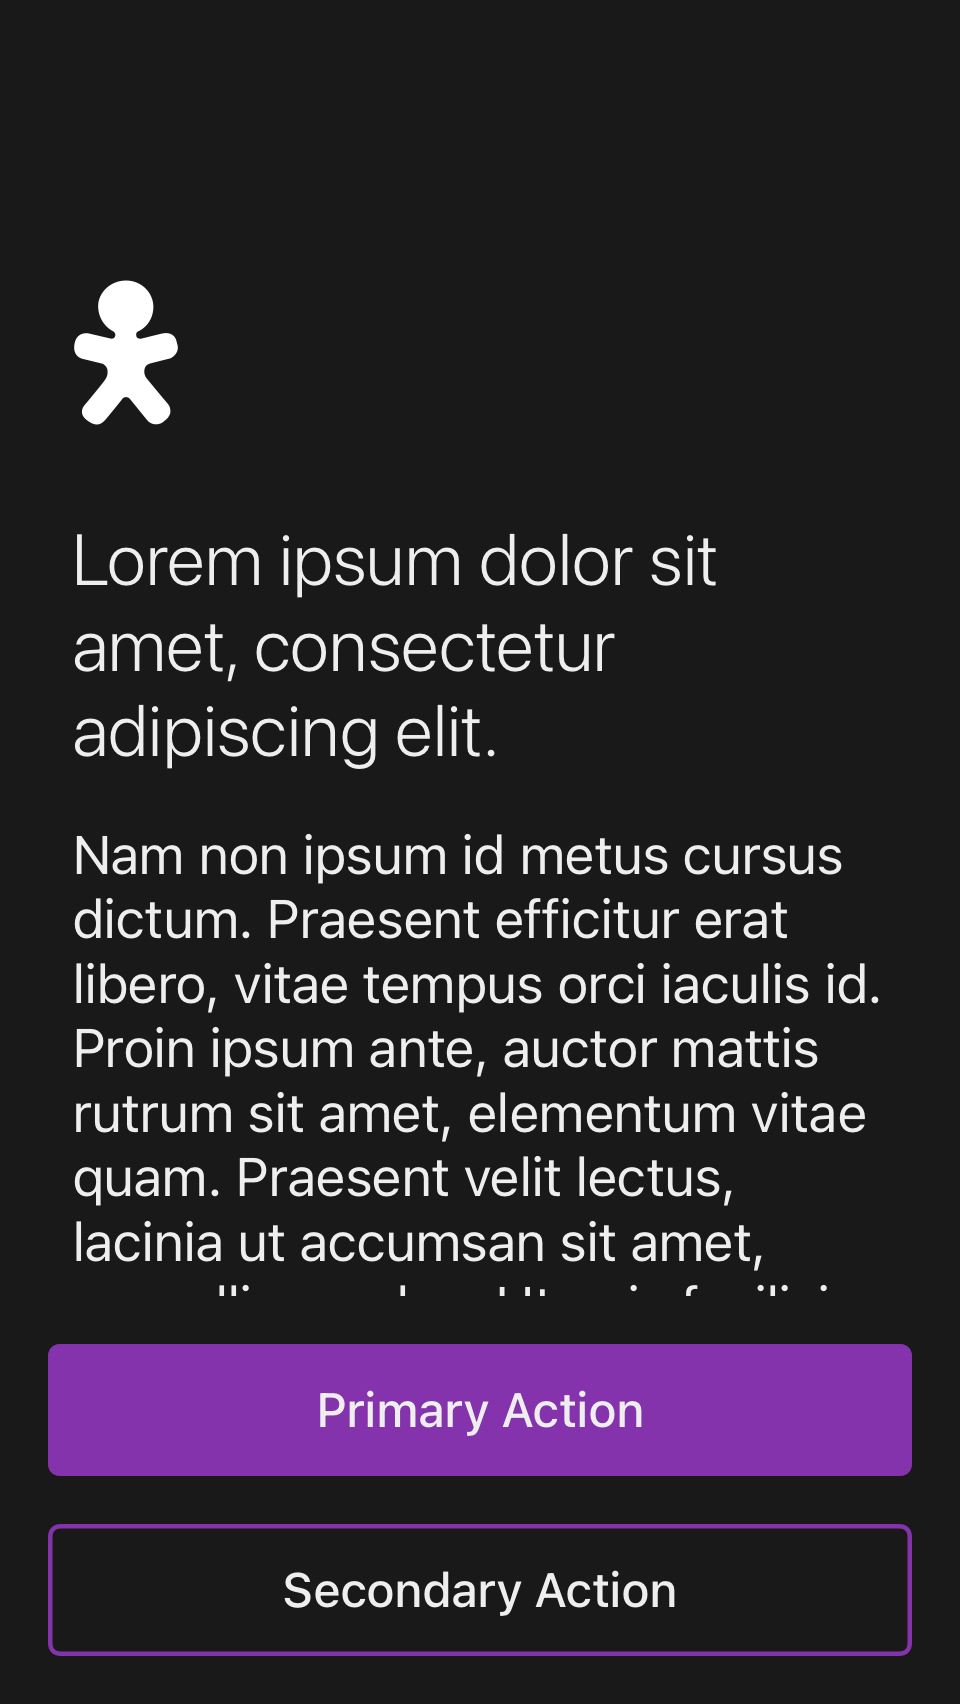 Lorem ipsum dolor sit
amet, consectetur
adipiscing elit.
Nam non ipsum id metus cursus
dictum. Praesent efficitur erat
libero, vitae tempus orci iaculis id.
Proin ipsum ante, auctor mattis
rutrum sit amet, elementum vitae
quam. Praesent velit lectus,
lacinia ut accumsan sit amet,
Primary Action
Secondary Action